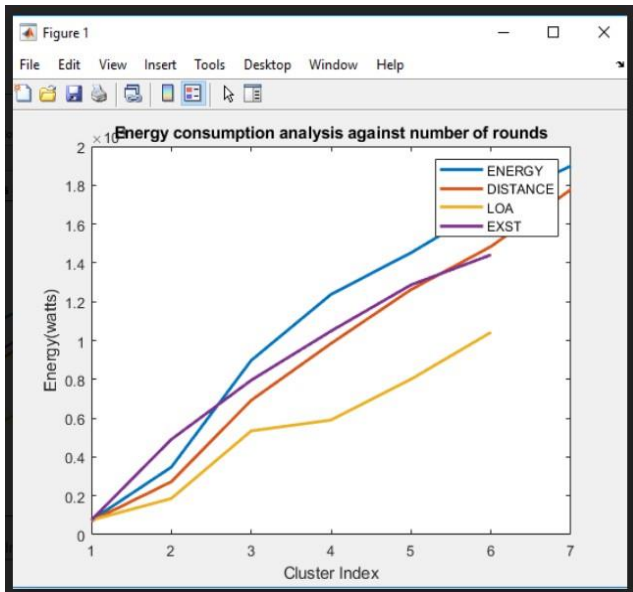 Figure 1
File Edit View Insert Tools Desktop Window Help
Energy consumption analysis against number of rounds
×10
2
1.8
1.6
1.4
1.2
1
0.8
0.6
0.4
0.2
0
Energy(watts)
ENERGY
DISTANCE
LOA
EXST
1 2 3 4 5 6 7
Cluster Index